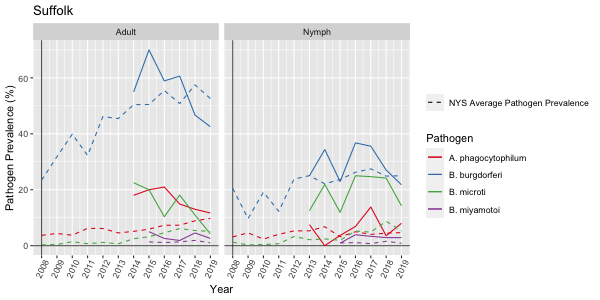 Suffolk
Adult
Nymph
Pathogen Prevalence (%)
60
40
20
0
2008 2009 2010 2011 2012 2013 2014 2015 2016 2017 2018 2019
2008 2009 2010 2011 2012 2013 2014 2015 2016 2017 2018 2019
Year
NYS Average Pathogen Prevalence
Pathogen
A. phagocytophilum
B. burgdorferi
B. microti
B. miyamotoi